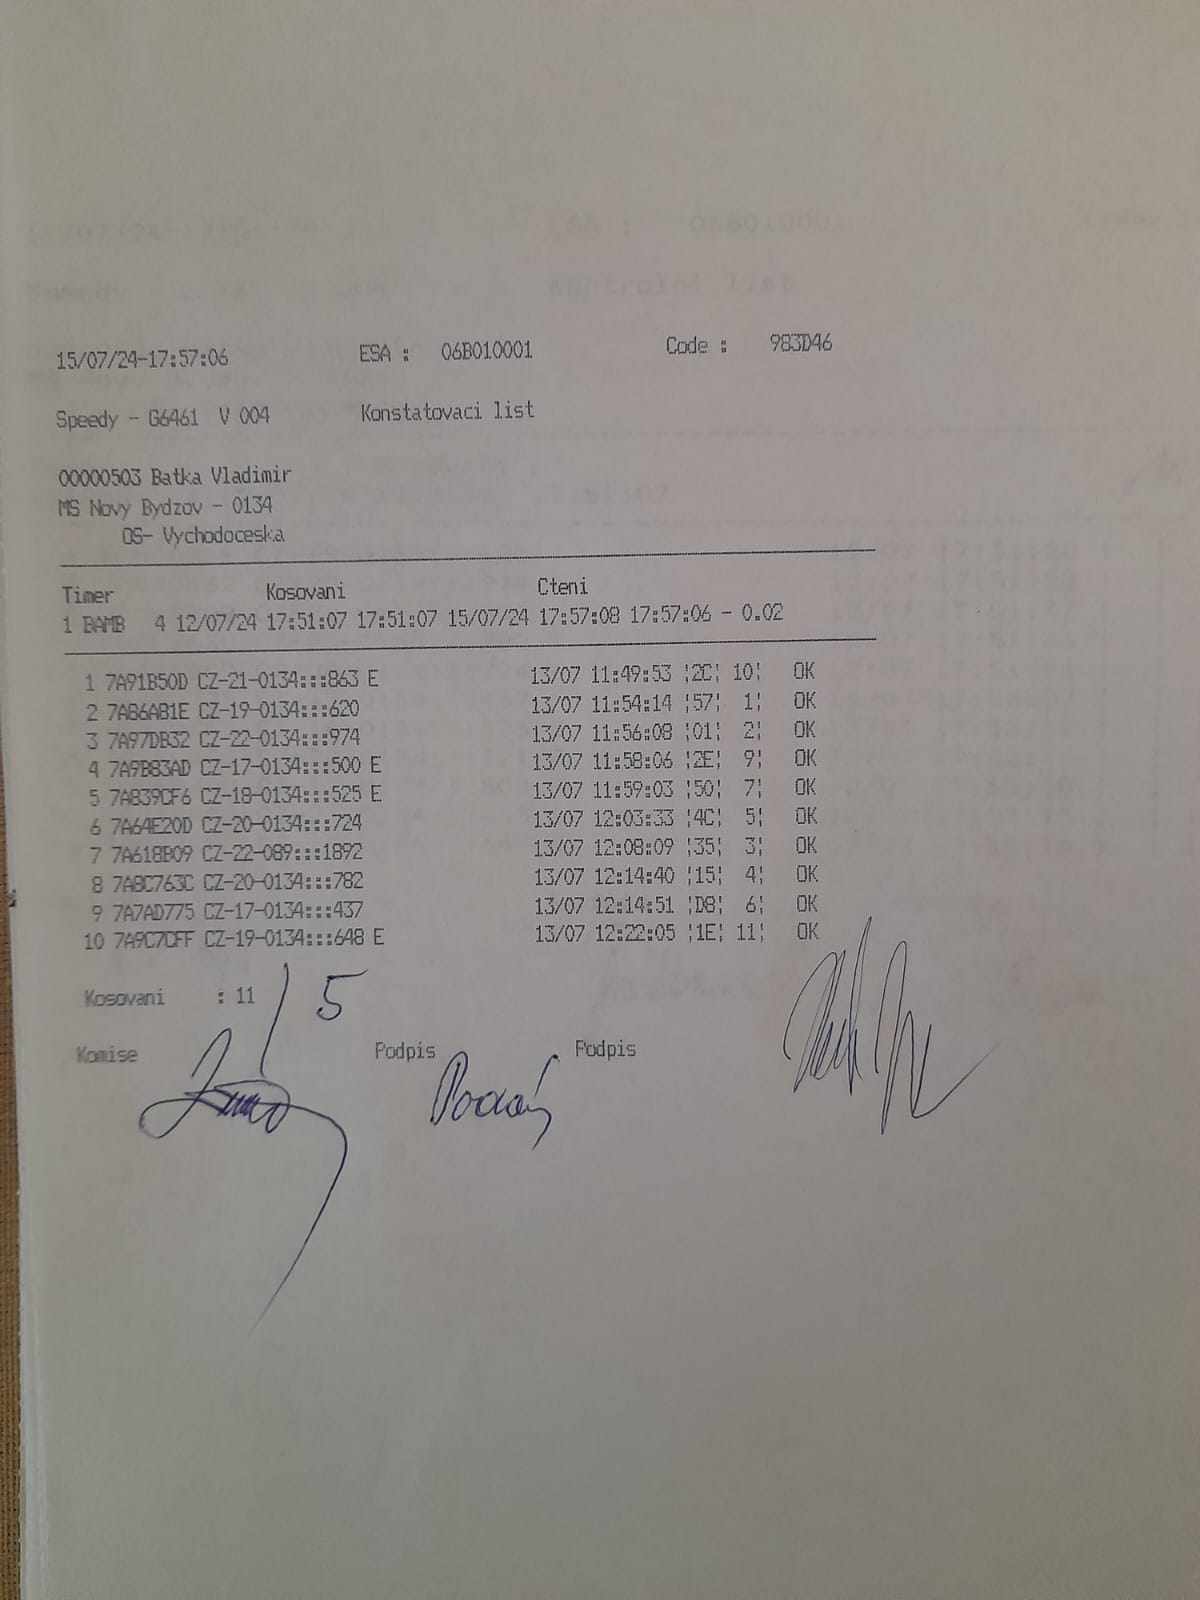 15/07/24-17:57:06 ESA : 06B010001 Code : 983D46
Speedy - G6461 V 004 Konstatovaci list
00000503 Batka Vladimir
MS Novy Bydzov - 0134
OS- Vychodoceska
Timer Kosovani Cteni
1 BAMB 4 12/07/24 17:51:07 17:51:07 15/07/24 17:57:08 17:57:06 - 0.02
1 7A91B50D CZ-21-0134:::863 E 13/07 11:49:53 ¦2C¦ 10¦ OK
2 7AB6AB1E CZ-19-0134:::620 13/07 11:54:14 ¦57¦ 1¦ OK
3 7A97DB32 CZ-22-0134:::974 13/07 11:56:08 ¦01¦ 2¦ OK
4 7A9B83AD CZ-17-0134:::500 E 13/07 11:58:06 ¦2E¦ 9¦ OK
5 7AB39CF6 CZ-18-0134:::525 E 13/07 11:59:03 ¦50¦ 7¦ OK
6 7A64E20D CZ-20-0134:::724 13/07 12:03:33 ¦4C¦ 5¦ OK
7 7A618B09 CZ-22-089:::1892 13/07 12:08:09 ¦35¦ 3¦ OK
8 7A8C763C CZ-20-0134:::782 13/07 12:14:40 ¦15¦ 4¦ OK
9 7A7AD775 CZ-17-0134:::437 13/07 12:14:51 ¦D8¦ 6¦ OK
10 7A9C7CFF CZ-19-0134:::648 E 13/07 12:22:05 ¦1E¦ 11¦ OK
Kosovani : 11 / 5
Komise Podpis Podpis